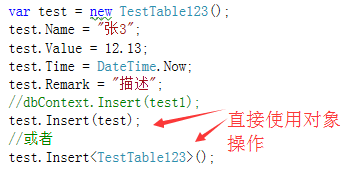 var test = new TestTable123();
test.Name = "张3";
test.Value = 12.13;
test.Time = DateTime.Now;
test.Remark = "描述";
//dbContext.Insert(test1);
test.Insert(test);
//或者
test.Insert<TestTable123>();
直接使用对象
操作